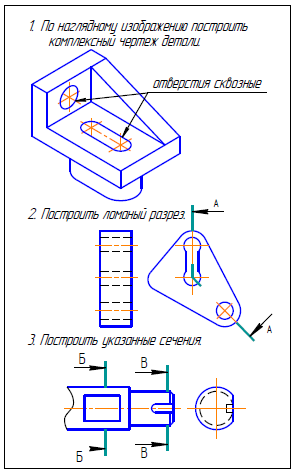 1. По наглядному изображению построить
комплексный чертеж детали.
отверстия сквозные
2. Построить ломаный разрез.
А
А
3. Построить указанные сечения.
Б
В
Б
В